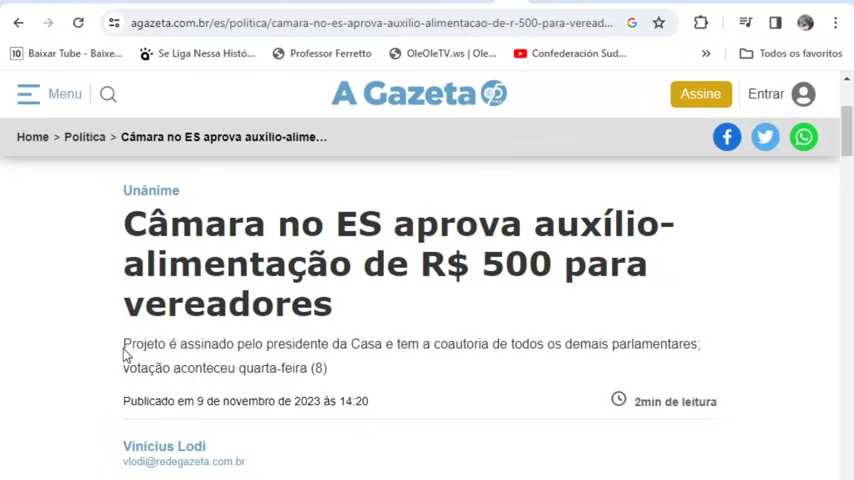 agazeta.com.br/es/politica/camara-no-es-aprova-auxilio-alimentacao-de-r-500-para-veread...
10 Baixar Tube - Baixe...
Se Liga Nessa Histó...
Professor Ferretto
OleOleTV.ws | Ole...
Confederación Sud...
»
Todos os favoritos
Menu
A Gazeta 95
Assine
Entrar
Home > Política > Câmara no ES aprova auxílio-alime...
Unânime
Câmara no ES aprova auxílio-
alimentação de R$ 500 para
vereadores
Projeto é assinado pelo presidente da Casa e tem a coautoria de todos os demais parlamentares;
votação aconteceu quarta-feira (8)
Publicado em 9 de novembro de 2023 às 14:20
2min de leitura
Vinicius Lodi
vlodi@redegazeta.com.br